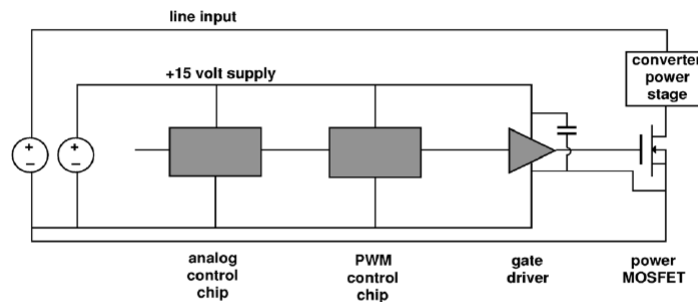 line input
+15 volt supply
converter
power
stage
+
−
+
−
analog
control
chip
PWM
control
chip
gate
driver
power
MOSFET